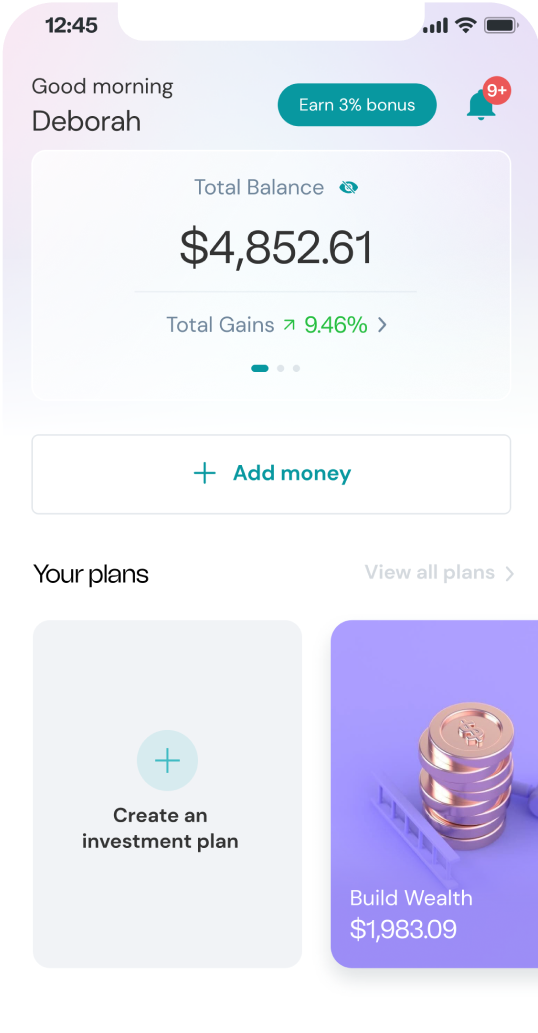 12:45
Good morning
Deborah
Earn 3% bonus
9+
Total Balance
$4,852.61
Total Gains 9.46%
Add money
Your plans
View all plans
Create an
investment plan
Build Wealth
$1,983.09